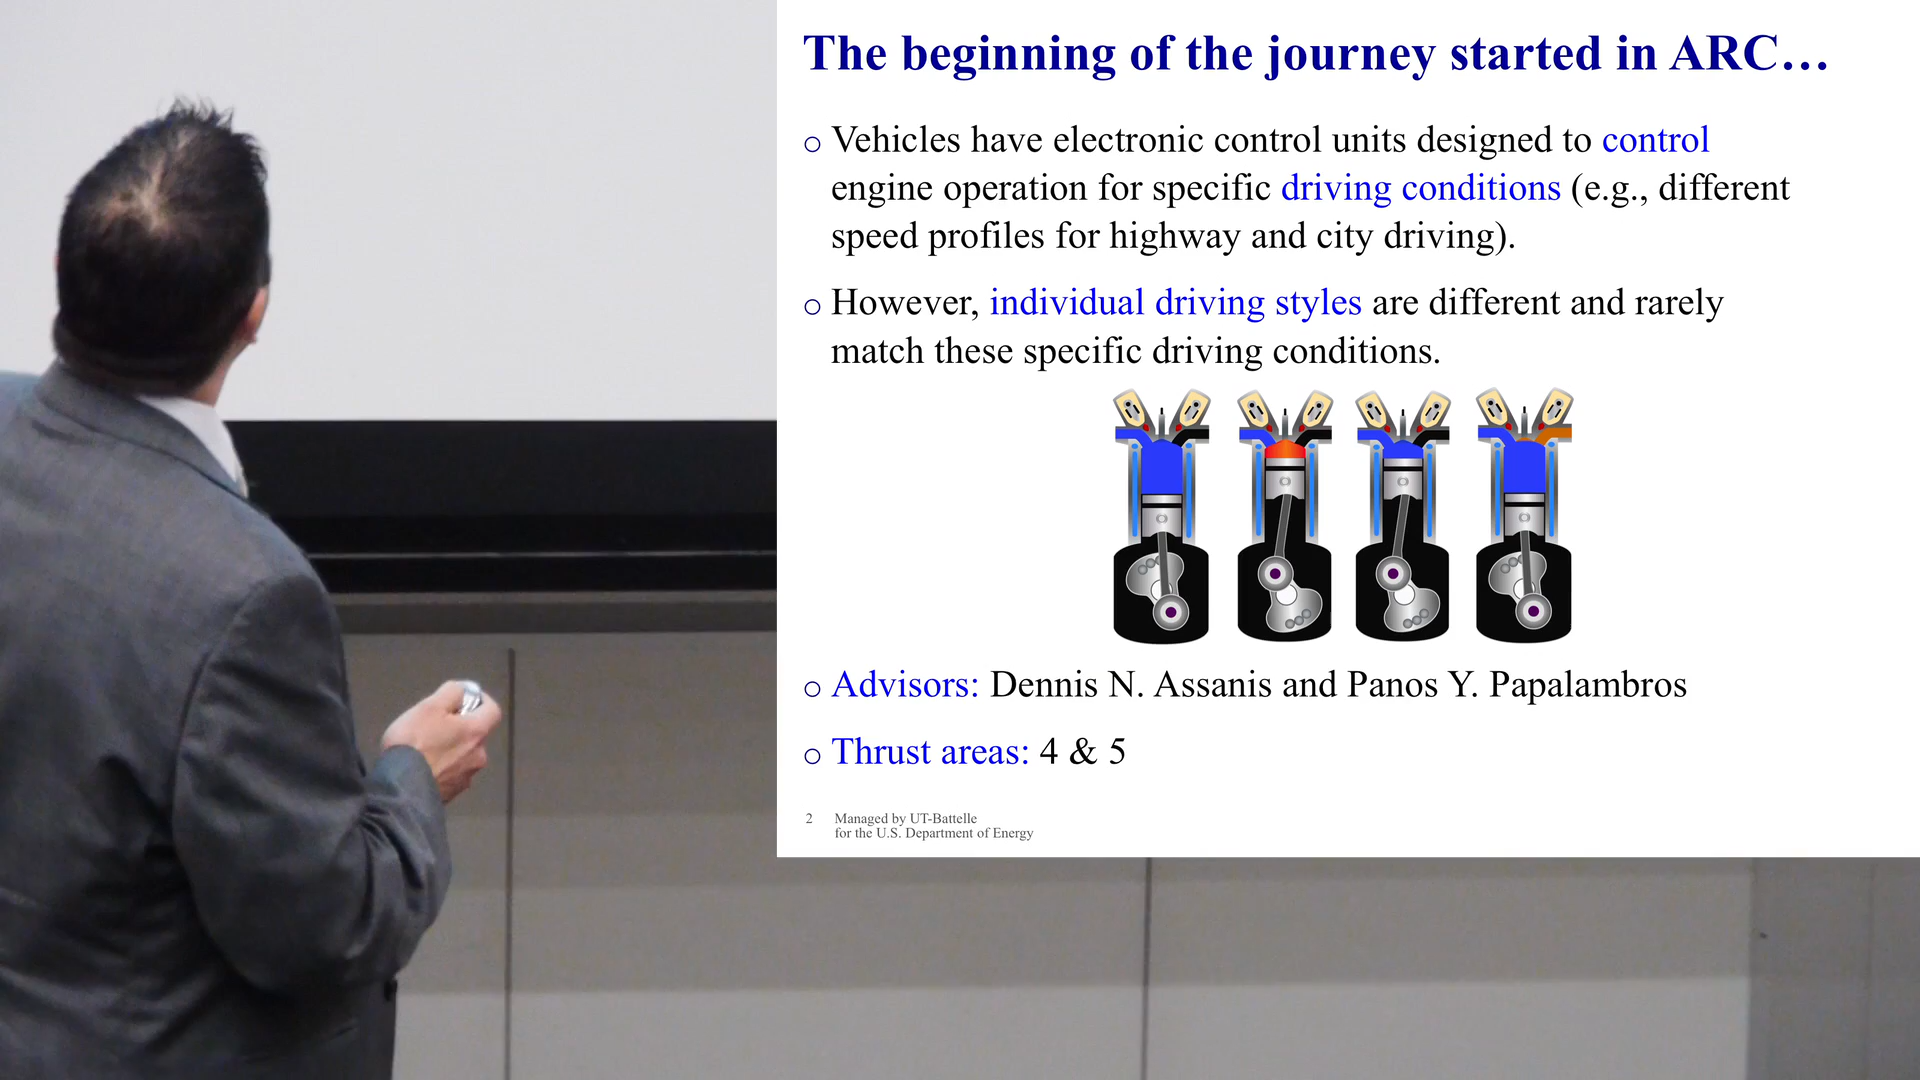 The beginning of the journey started in ARC…
○ Vehicles have electronic control units designed to control
engine operation for specific driving conditions (e.g., different
speed profiles for highway and city driving).
○ However, individual driving styles are different and rarely
match these specific driving conditions.
○ Advisors: Dennis N. Assanis and Panos Y. Papalambros
○ Thrust areas: 4 & 5
2 Managed by UT-Battelle
for the U.S. Department of Energy